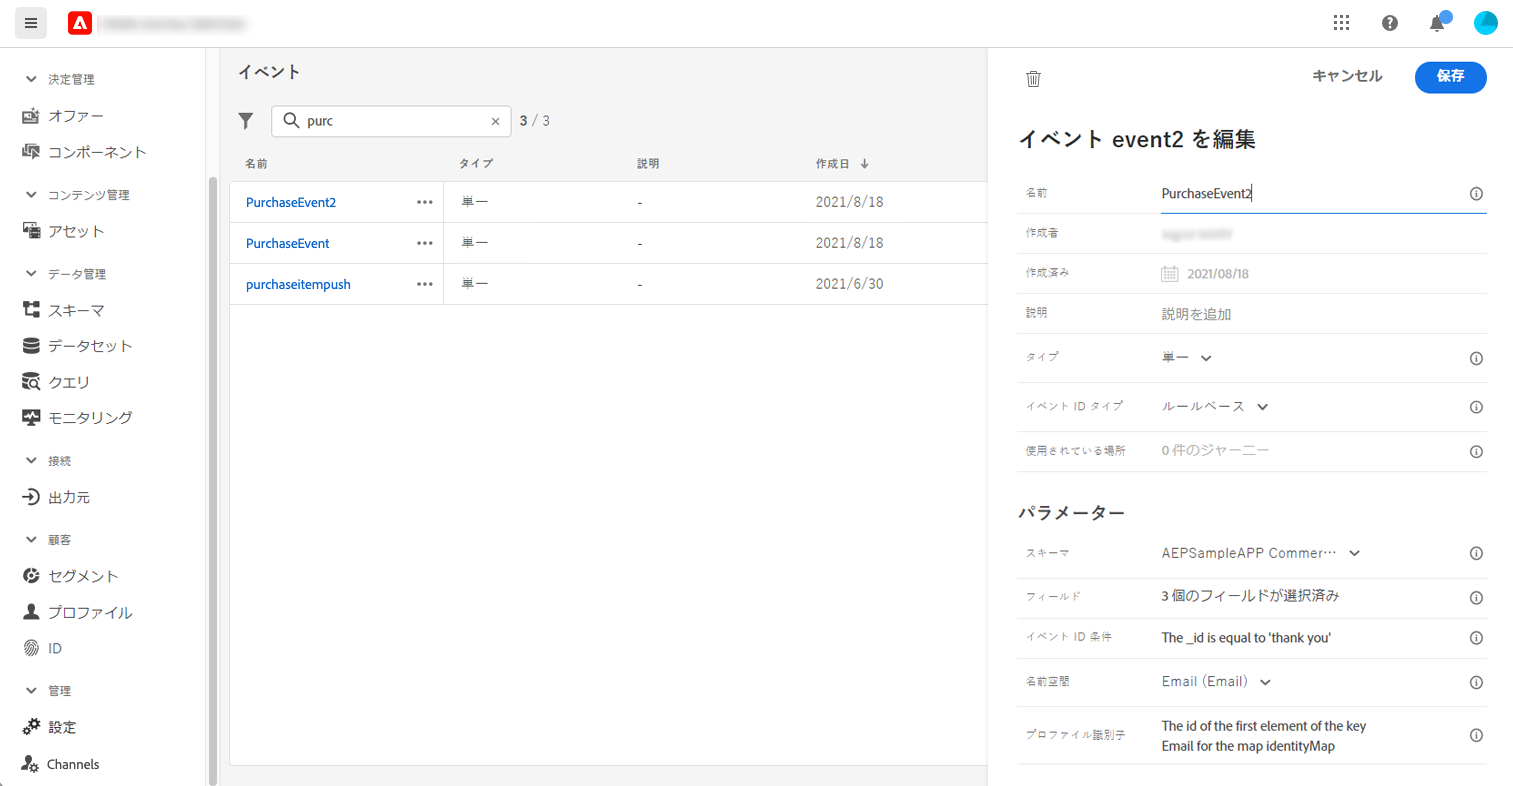 決定管理
オファー
コンポーネント
コンテンツ管理
アセット
データ管理
スキーマ
データセット
クエリ
モニタリング
接続
出力元
顧客
セグメント
プロファイル
ID
管理
設定
Channels
イベント
purc
3 / 3
名前 タイプ 説明 作成日
PurchaseEvent2 単一 - 2021/8/18
PurchaseEvent 単一 - 2021/8/18
purchaseitempush 単一 - 2021/6/30
キャンセル
保存
イベント event2 を編集
名前 PurchaseEvent2
作成者
作成済み 2021/08/18
説明 説明を追加
タイプ 単一
イベント ID タイプ ルールベース
使用されている場所 0 件のジャーニー
パラメーター
スキーマ AEPSampleAPP Commer…
フィールド 3 個のフィールドが選択済み
イベント ID 条件 The _id is equal to 'thank you'
名前空間 Email (Email)
プロファイル識別子 The id of the first element of the key
Email for the map identityMap